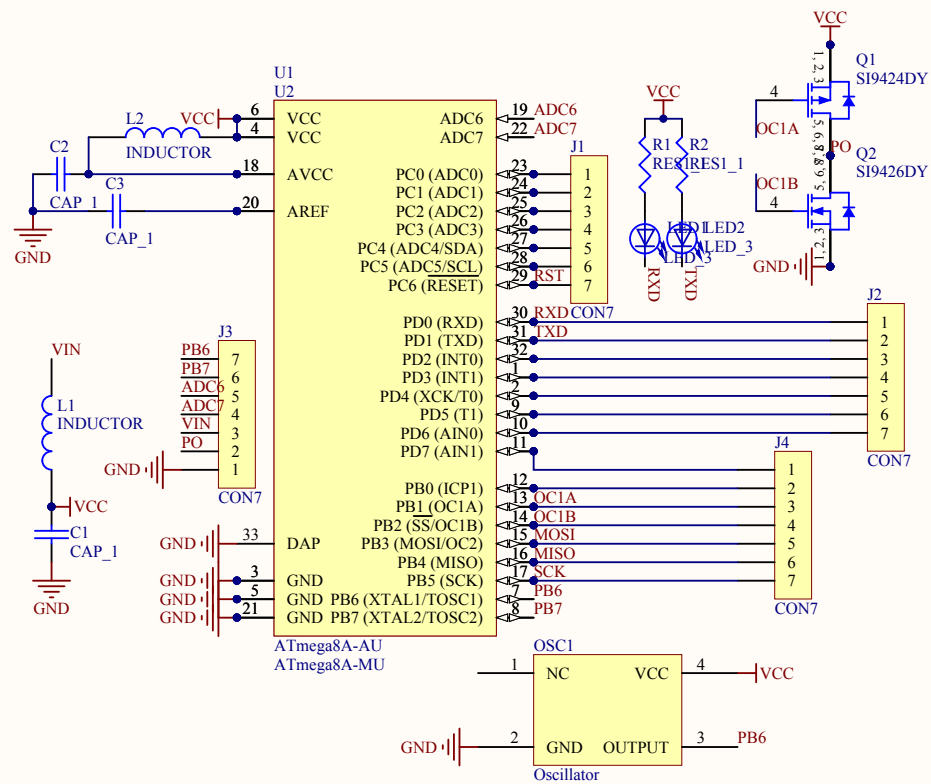 U1
U2
6
VCC
4
VCC
18
AVCC
20
AREF
VCC
L2
INDUCTOR
C2
CAP_1
C3
CAP_1
GND
ADC6
19
ADC6
ADC7
22
ADC7
PC0 (ADC0)
23
PC1 (ADC1)
24
PC2 (ADC2)
25
PC3 (ADC3)
26
PC4 (ADC4/SDA)
27
PC5 (ADC5/SCL)
28
PC6 (RESET)
29
RST
J1
1
2
3
4
5
6
7
CON7
PD0 (RXD)
30
RXD
PD1 (TXD)
31
TXD
PD2 (INT0)
32
PD3 (INT1)
1
PD4 (XCK/T0)
2
PD5 (T1)
9
PD6 (AIN0)
10
PD7 (AIN1)
11
PB0 (ICP1)
12
PB1 (OC1A)
13
OC1A
PB2 (SS/OC1B)
14
OC1B
PB3 (MOSI/OC2)
15
MOSI
PB4 (MISO)
16
MISO
PB5 (SCK)
17
SCK
PB6 (XTAL1/TOSC1)
7
PB6
PB7 (XTAL2/TOSC2)
8
PB7
GND
33
DAP
GND
3
GND
GND
5
GND
GND
21
GND
ATmega8A-AU
ATmega8A-MU
VCC
R1
RES1_1
R2
RES1_1
LED1
LED_3
LED2
LED_3
RXD
TXD
VCC
1, 2, 3
Q1
SI9424DY
4
OC1A
5, 6, 7, 8
PO
Q2
SI9426DY
OC1B
4
3, 2, 1
GND
J2
1
2
3
4
5
6
7
CON7
J4
1
2
3
4
5
6
7
CON7
J3
PB6
7
PB7
6
ADC6
5
ADC7
4
VIN
3
PO
2
GND
1
CON7
VIN
L1
INDUCTOR
VCC
C1
CAP_1
GND
OSC1
1
NC
VCC
4
VCC
GND
2
GND
OUTPUT
3
PB6
Oscillator